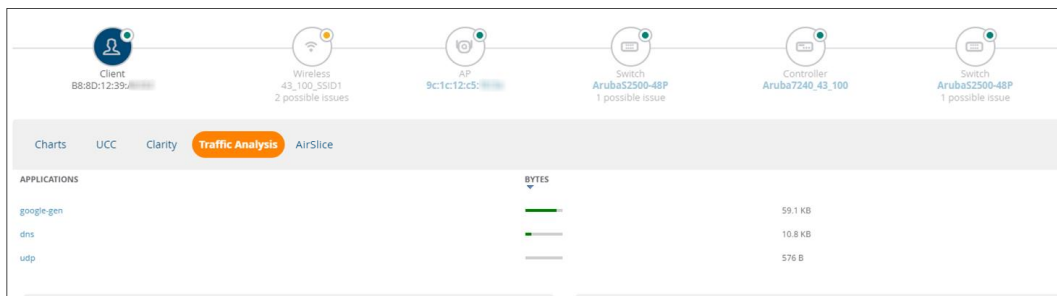 Client
B8:8D:12:39:
Wireless
43_100_SSID1
2 possible issues
AP
9c:1c:12:c5:
Switch
ArubaS2500-48P
1 possible issue
Controller
Aruba7240_43_100
Switch
ArubaS2500-48P
1 possible issue
Charts UCC Clarity Traffic Analysis AirSlice
APPLICATIONS BYTES
google-gen 59.1 KB
dns 10.8 KB
udp 576 B